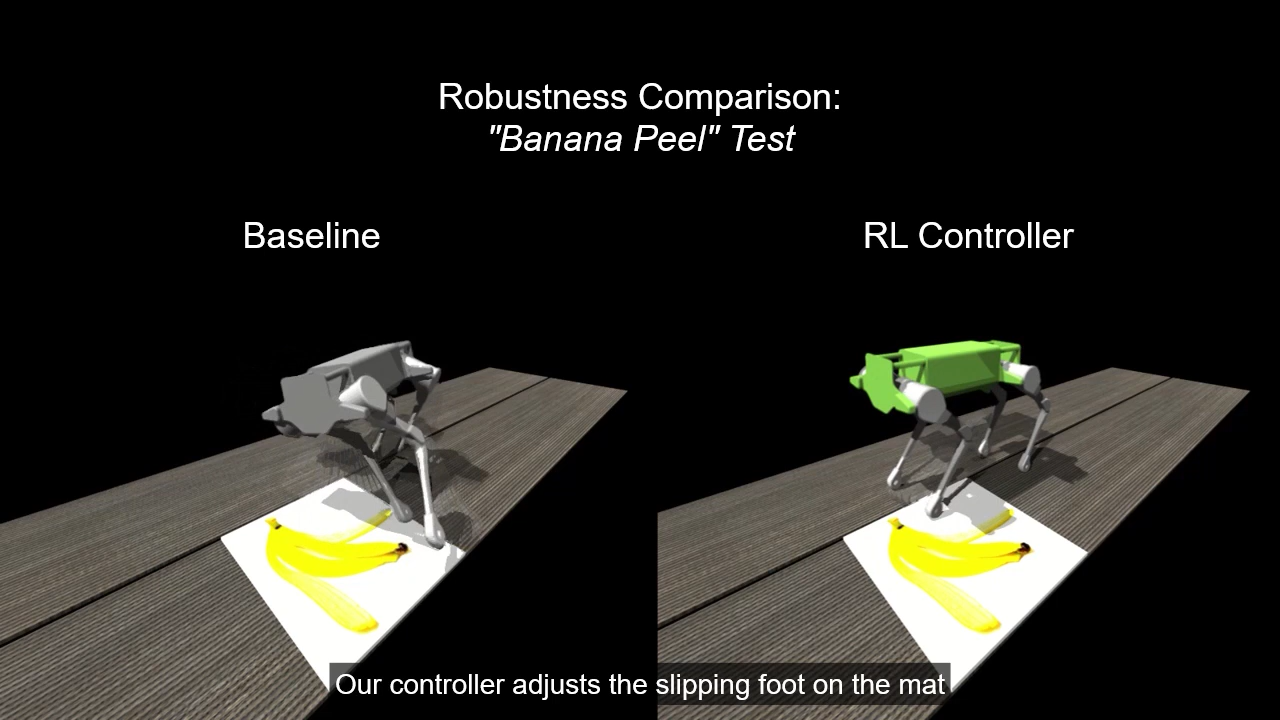 Robustness Comparison:
"Banana Peel" Test
Baseline
RL Controller
Our controller adjusts the slipping foot on the mat